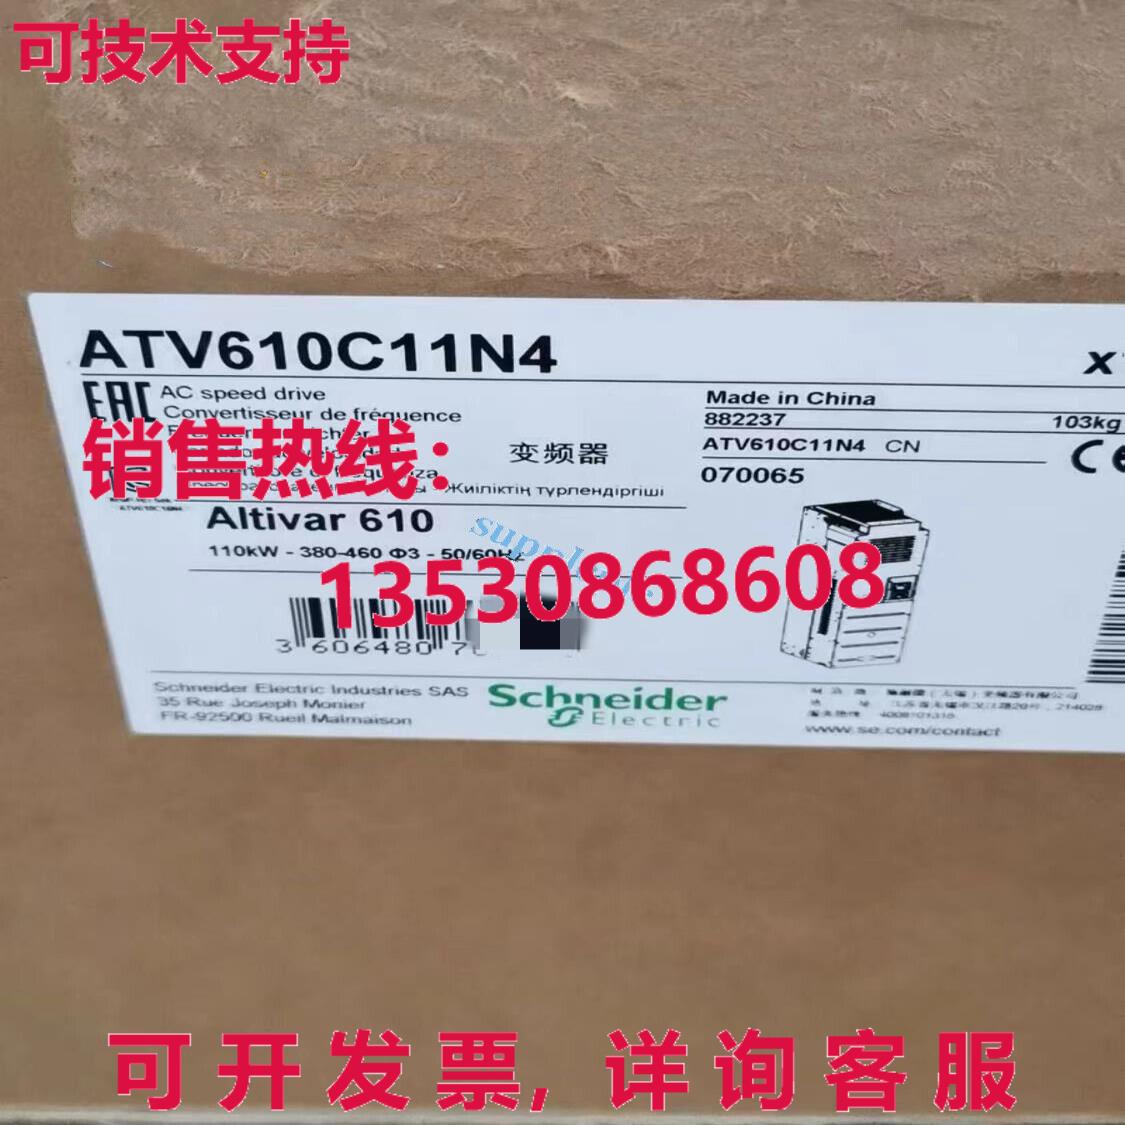 可技术支持
ATV610C11N4
X
EAC AC speed drive
Convertisseur de fréquence
变频器
Жиіліктің түрлендіргіші
Made in China
882237 103kg
ATV610C11N4 CN
070065
CE
销售热线：
Altivar 610
110kW - 380-460 Φ3 - 50/60Hz
13530868608
3 606480 7
Schneider Electric Industries SAS
35 Rue Joseph Monier
FR-92500 Rueil Malmaison
Schneider
Electric
www.se.com/contact
可开发票，详询客服